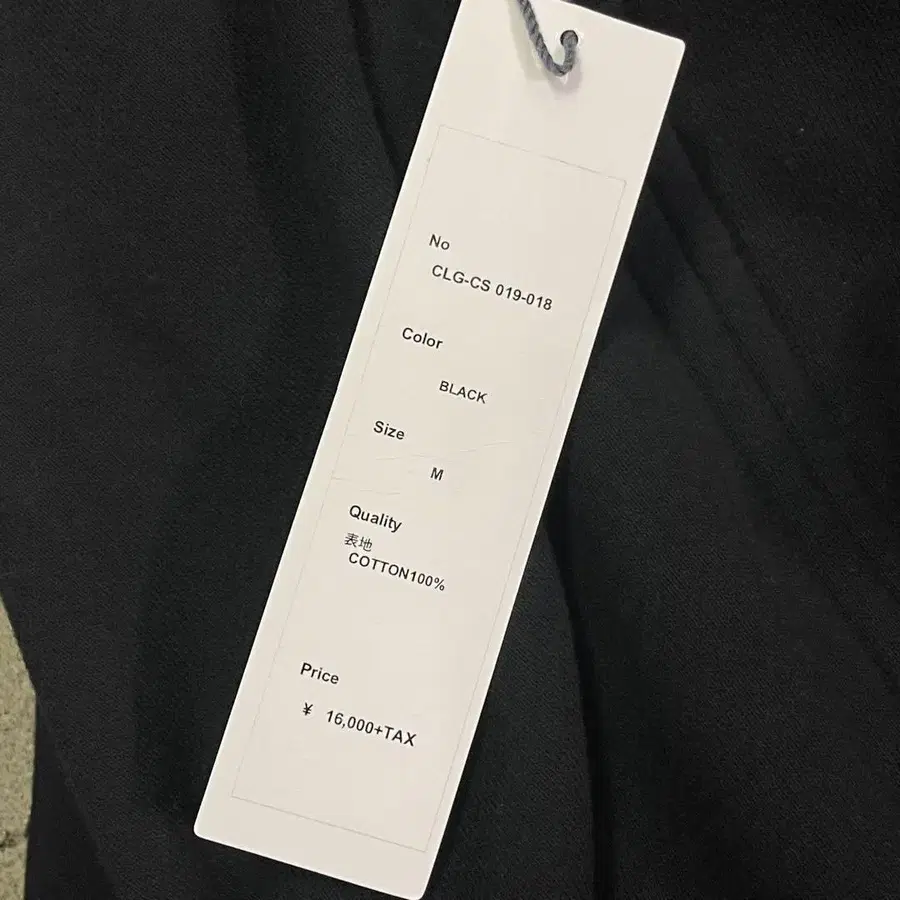 No
CLG-CS 019-018
Color
BLACK
Size
M
Quality
表地
COTTON100%
Price
¥ 16,000+TAX